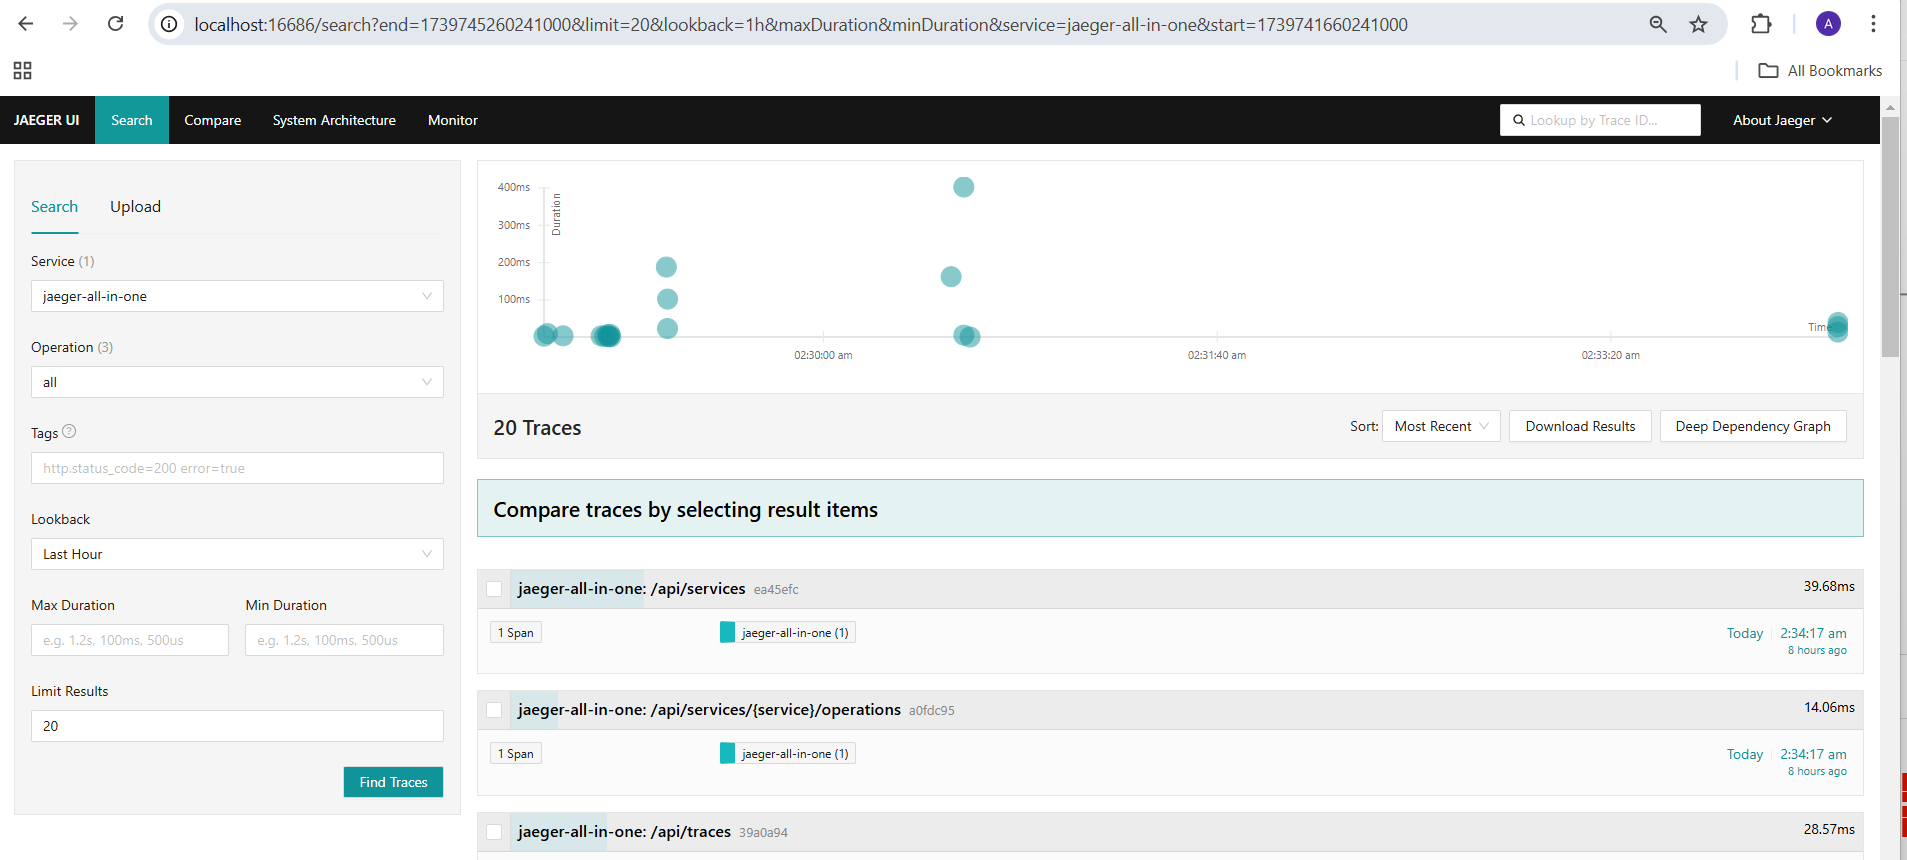 localhost:16686/search?end=1739745260241000&limit=20&lookback=1h&maxDuration&minDuration&service=jaeger-all-in-one&start=1739741660241000
A
All Bookmarks
JAEGER UI
Search
Compare
System Architecture
Monitor
Lookup by Trace ID...
About Jaeger
Search
Upload
Service (1)
jaeger-all-in-one
Operation (3)
all
Tags ?
http.status_code=200 error=true
Lookback
Last Hour
Max Duration
Min Duration
e.g. 1.2s, 100ms, 500us
e.g. 1.2s, 100ms, 500us
Limit Results
20
Find Traces
400ms
300ms
200ms
100ms
Duration
Time
02:30:00 am
02:31:40 am
02:33:20 am
20 Traces
Sort:
Most Recent
Download Results
Deep Dependency Graph
Compare traces by selecting result items
jaeger-all-in-one: /api/services ea45efc
39.68ms
1 Span
jaeger-all-in-one (1)
Today
2:34:17 am
8 hours ago
jaeger-all-in-one: /api/services/{service}/operations a0fdc95
14.06ms
1 Span
jaeger-all-in-one (1)
Today
2:34:17 am
8 hours ago
jaeger-all-in-one: /api/traces 39a0a94
28.57ms